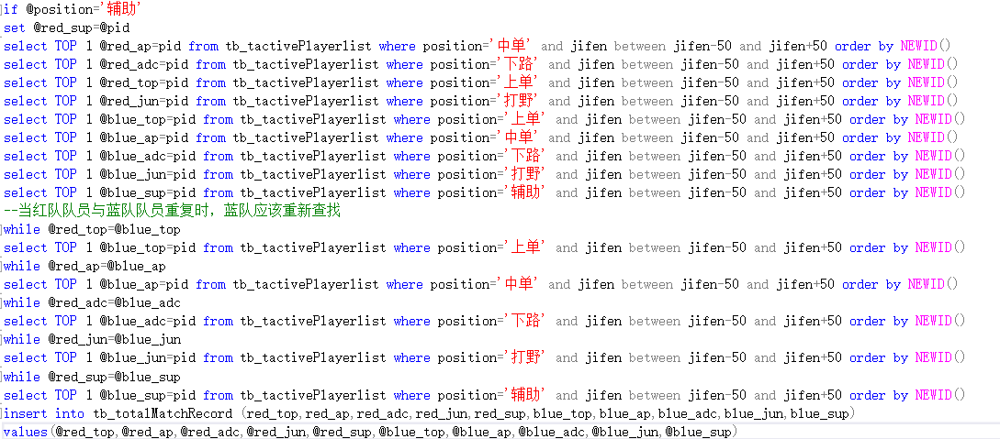 if @position='辅助'
set @red_sup=@pid
select TOP 1 @red_ap=pid from tb_tactivePlayerlist where position='中单' and jifen between jifen-50 and jifen+50 order by NEWID()
select TOP 1 @red_adc=pid from tb_tactivePlayerlist where position='下路' and jifen between jifen-50 and jifen+50 order by NEWID()
select TOP 1 @red_top=pid from tb_tactivePlayerlist where position='上单' and jifen between jifen-50 and jifen+50 order by NEWID()
select TOP 1 @red_jun=pid from tb_tactivePlayerlist where position='打野' and jifen between jifen-50 and jifen+50 order by NEWID()
select TOP 1 @blue_top=pid from tb_tactivePlayerlist where position='上单' and jifen between jifen-50 and jifen+50 order by NEWID()
select TOP 1 @blue_ap=pid from tb_tactivePlayerlist where position='中单' and jifen between jifen-50 and jifen+50 order by NEWID()
select TOP 1 @blue_adc=pid from tb_tactivePlayerlist where position='下路' and jifen between jifen-50 and jifen+50 order by NEWID()
select TOP 1 @blue_jun=pid from tb_tactivePlayerlist where position='打野' and jifen between jifen-50 and jifen+50 order by NEWID()
select TOP 1 @blue_sup=pid from tb_tactivePlayerlist where position='辅助' and jifen between jifen-50 and jifen+50 order by NEWID()
--当红队队员与蓝队队员重复时，蓝队应该重新查找
while @red_top=@blue_top
select TOP 1 @blue_top=pid from tb_tactivePlayerlist where position='上单' and jifen between jifen-50 and jifen+50 order by NEWID()
while @red_ap=@blue_ap
select TOP 1 @blue_ap=pid from tb_tactivePlayerlist where position='中单' and jifen between jifen-50 and jifen+50 order by NEWID()
while @red_adc=@blue_adc
select TOP 1 @blue_adc=pid from tb_tactivePlayerlist where position='下路' and jifen between jifen-50 and jifen+50 order by NEWID()
while @red_jun=@blue_jun
select TOP 1 @blue_jun=pid from tb_tactivePlayerlist where position='打野' and jifen between jifen-50 and jifen+50 order by NEWID()
while @red_sup=@blue_sup
select TOP 1 @blue_sup=pid from tb_tactivePlayerlist where position='辅助' and jifen between jifen-50 and jifen+50 order by NEWID()
insert into tb_totalMatchRecord (red_top,red_ap,red_adc,red_jun,red_sup,blue_top,blue_ap,blue_adc,blue_jun,blue_sup)
values(@red_top,@red_ap,@red_adc,@red_jun,@red_sup,@blue_top,@blue_ap,@blue_adc,@blue_jun,@blue_sup)